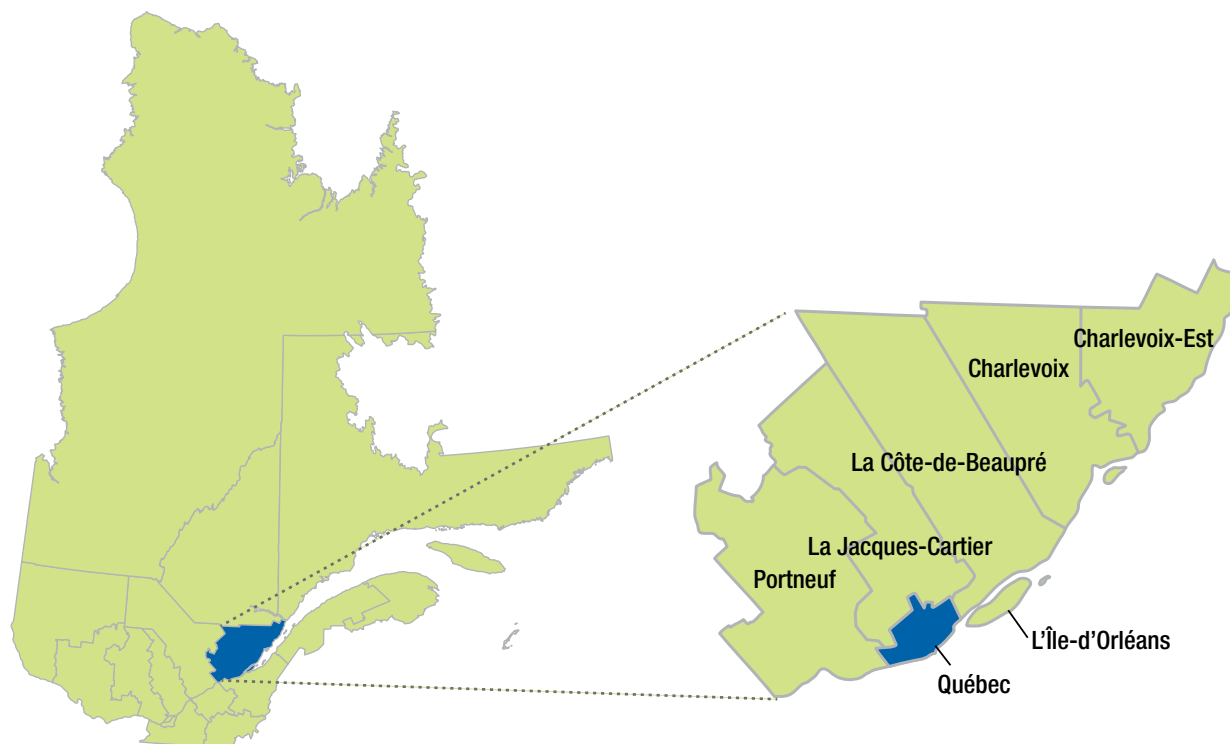 Charlevoix-Est
Charlevoix
La Côte-de-Beaupré
La Jacques-Cartier
Portneuf
L'Île-d'Orléans
Québec